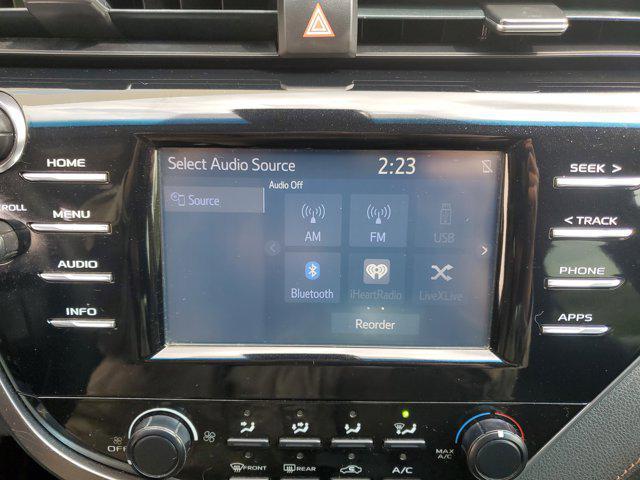 HOME
MENU
AUDIO
INFO
SCROLL
Select Audio Source
2:23
Audio Off
Source
AM
FM
USB
Bluetooth
iHeartRadio
LiveXLive
Reorder
SEEK >
< TRACK
PHONE
APPS
OFF
FRONT
REAR
A/C
MAX
A/C